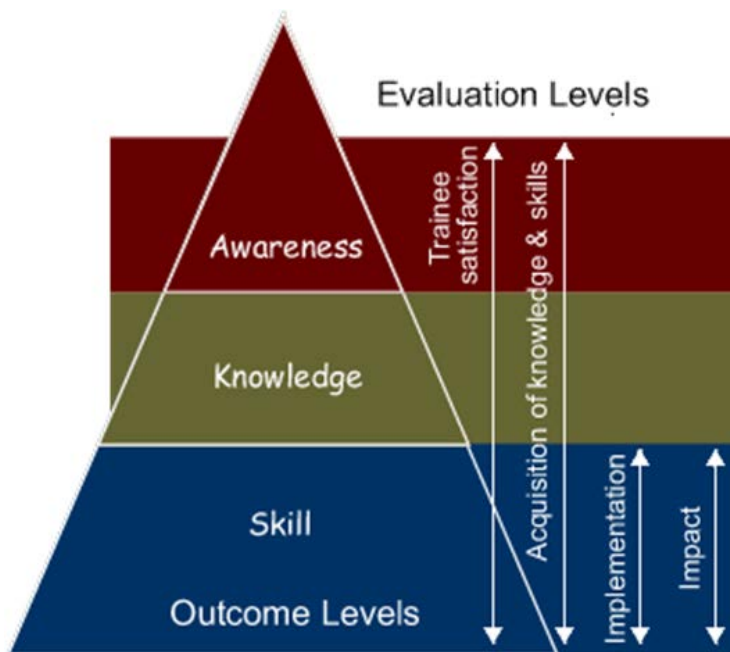 Evaluation Levels
Trainee
satisfaction
Acquisition of knowledge & skills
Awareness
Knowledge
Implementation
Impact
Skill
Outcome Levels